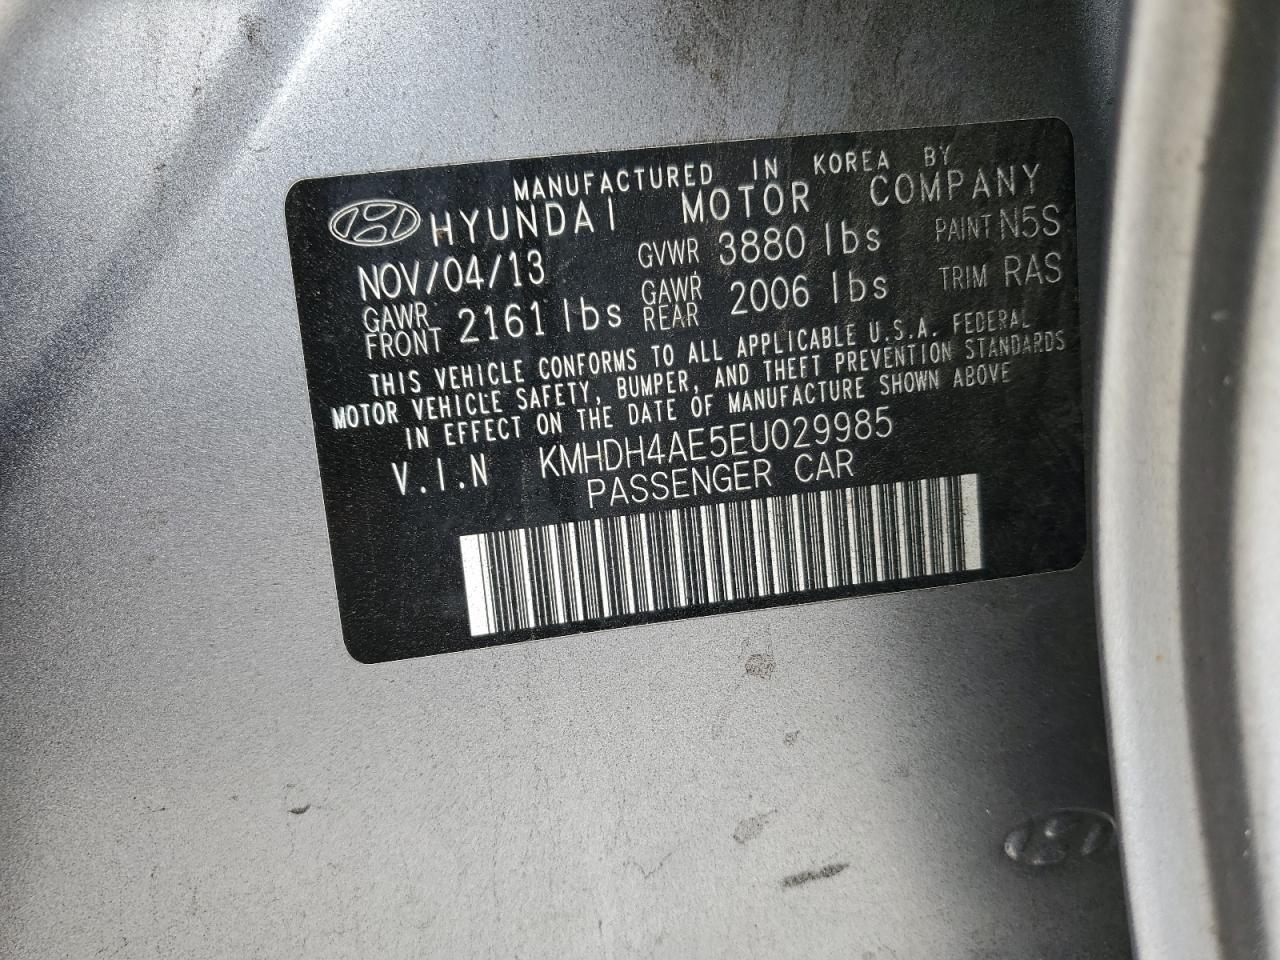 MANUFACTURED IN KOREA BY
HYUNDAI MOTOR COMPANY
NOV/04/13 GVWR 3880 lbs PAINT N5S
GAWR FRONT 2161 lbs GAWR REAR 2006 lbs TRIM RAS
THIS VEHICLE CONFORMS TO ALL APPLICABLE U.S.A. FEDERAL
MOTOR VEHICLE SAFETY, BUMPER, AND THEFT PREVENTION STANDARDS
IN EFFECT ON THE DATE OF MANUFACTURE SHOWN ABOVE
V.I.N KMHDH4AE5EU029985
PASSENGER CAR